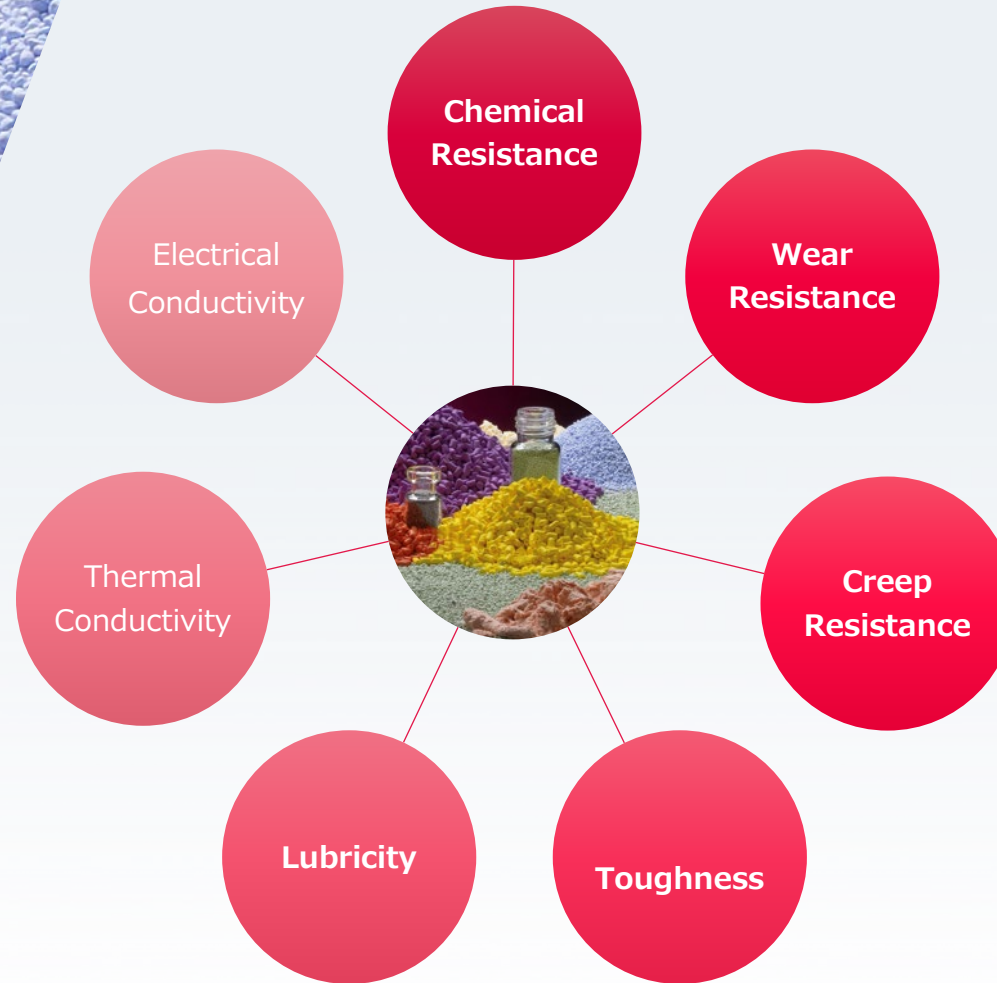 Chemical
Resistance
Wear
Resistance
Creep
Resistance
Toughness
Lubricity
Thermal
Conductivity
Electrical
Conductivity